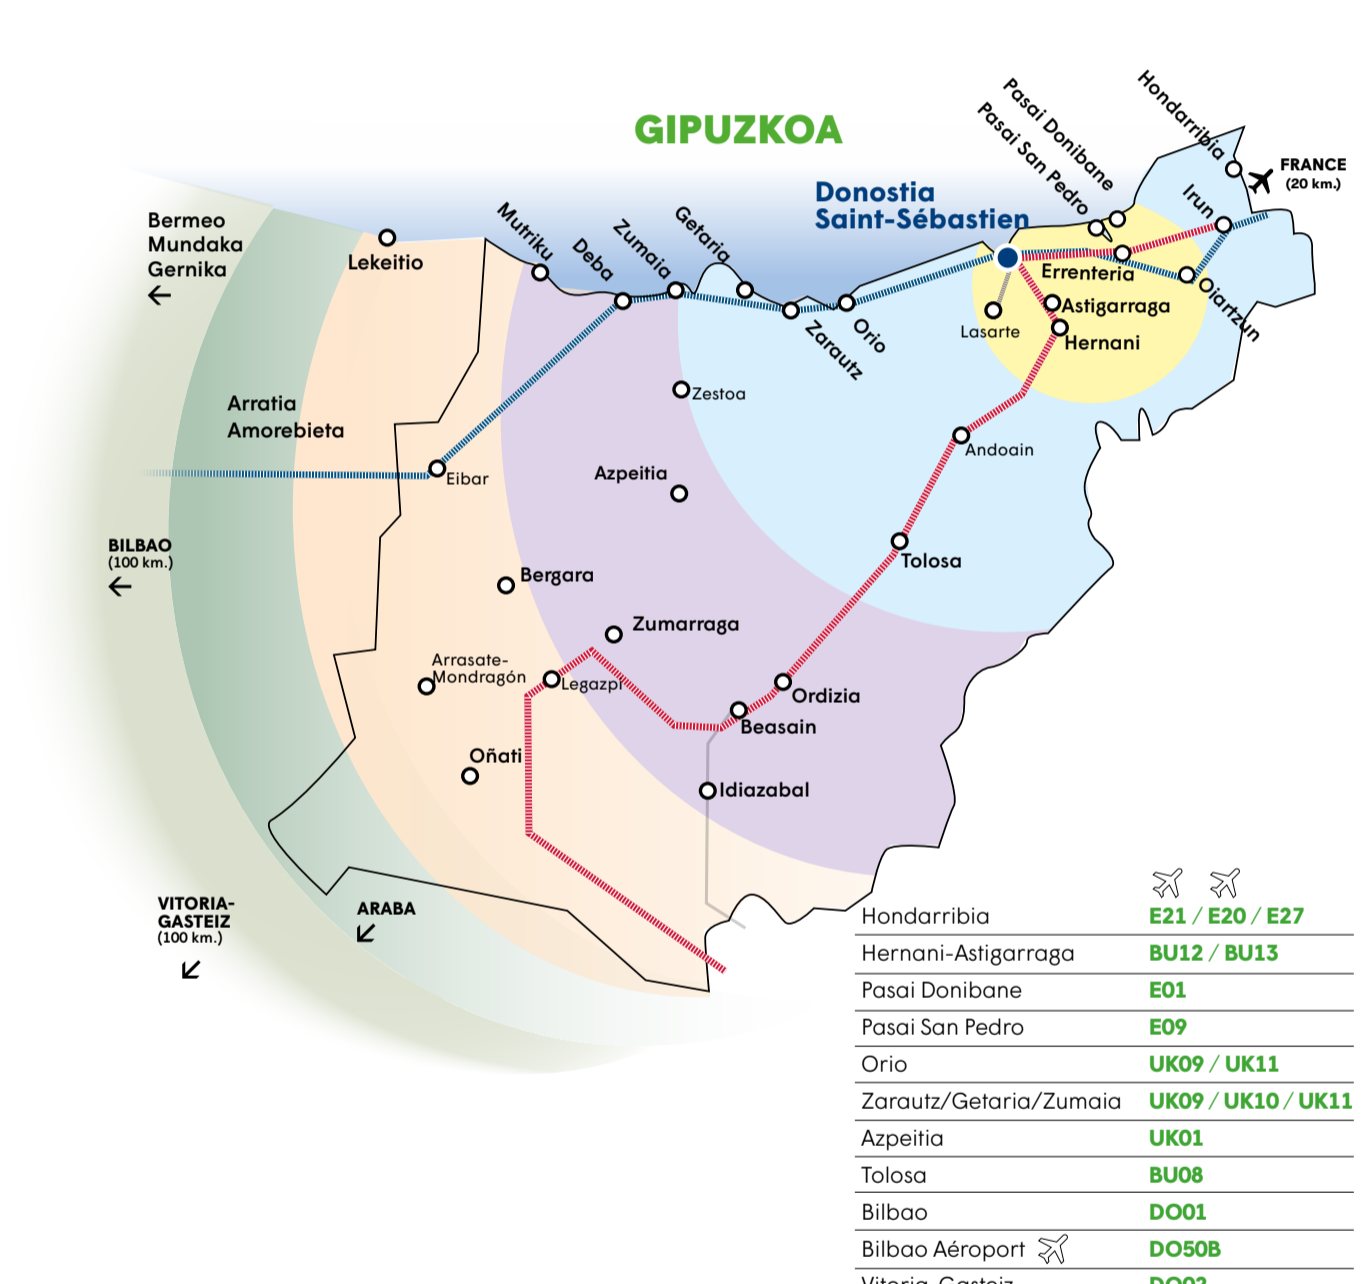 GIPUZKOA
Donostia
Saint-Sébastien
Pasai Donibane
Pasai San Pedro
Hondarribia
FRANCE
(20 km.)
Irun
Bermeo
Mundaka
Gernika
Lekeitio
Mutriku
Deba
Zumaia
Getaria
Zarautz
Orio
Errenteria
Oiartzun
Astigarraga
Lasarte
Hernani
Zestoa
Arratia
Amorebieta
Andoain
Azpeitia
Eibar
BILBAO
(100 km.)
Tolosa
Bergara
Zumarraga
Arrasate-
Mondragón
Legazpi
Ordizia
Beasain
Oñati
Idiazabal
VITORIA-
GASTEIZ
(100 km.)
ARABA
Hondarribia E21 / E20 / E27
Hernani-Astigarraga BU12 / BU13
Pasai Donibane E01
Pasai San Pedro E09
Orio UK09 / UK11
Zarautz/Getaria/Zumaia UK09 / UK10 / UK11
Azpeitia UK01
Tolosa BU08
Bilbao DO01
Bilbao Aéroport DO50B